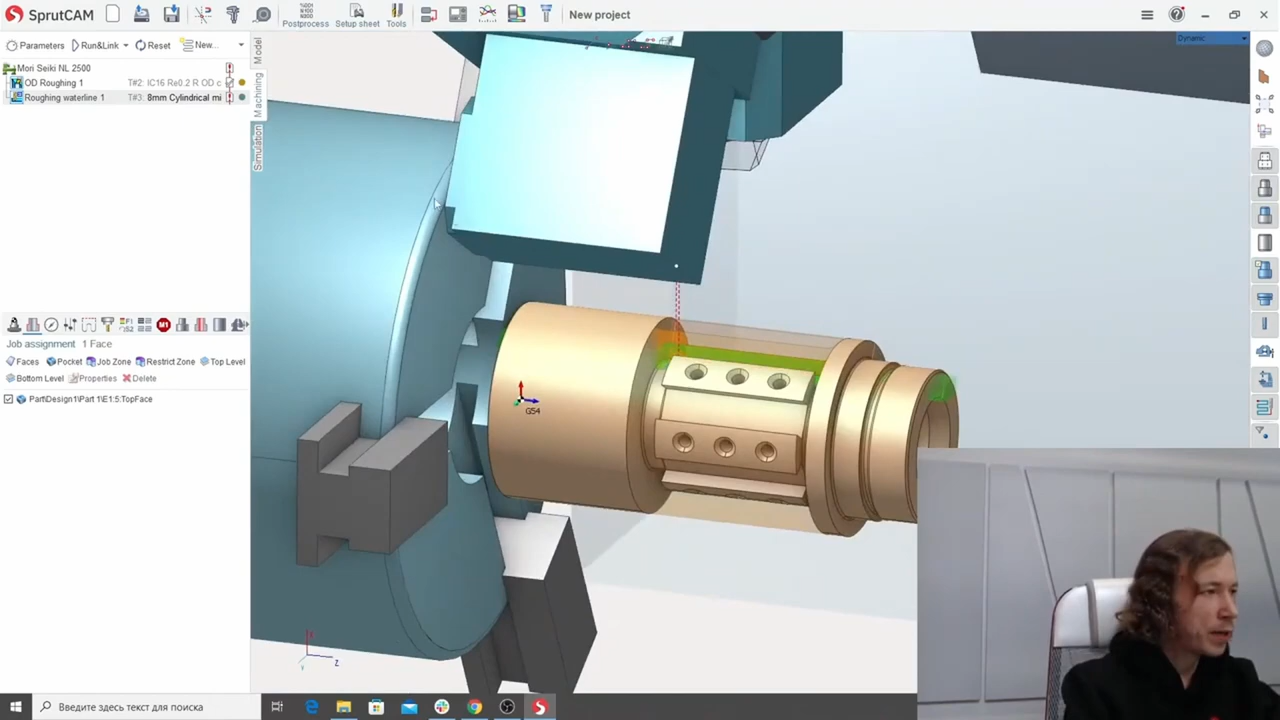 SprutCAM
Postprocess
Setup sheet
Tools
New project
Parameters
Run&Link
Reset
New...
Dynamic
Model
Machining
Simulation
Mori Seiki NL 2500
OD Roughing 1 T#2: IC16 Re0.2 R OD c
Roughing waterline 1 T#3: 8mm Cylindrical mi
Job assignment 1 Face
Faces Pocket Job Zone Restrict Zone Top Level
Bottom Level Properties Delete
Part\Design1\Part 1\E1:5:TopFace
G54
Z
Введите здесь текст для поиска